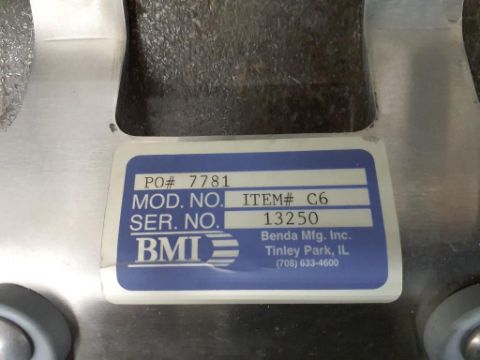 PO# 7781
MOD. NO. ITEM# C6
SER. NO. 13250
BMI
Benda Mfg. Inc.
Tinley Park, IL
(708) 633-4600